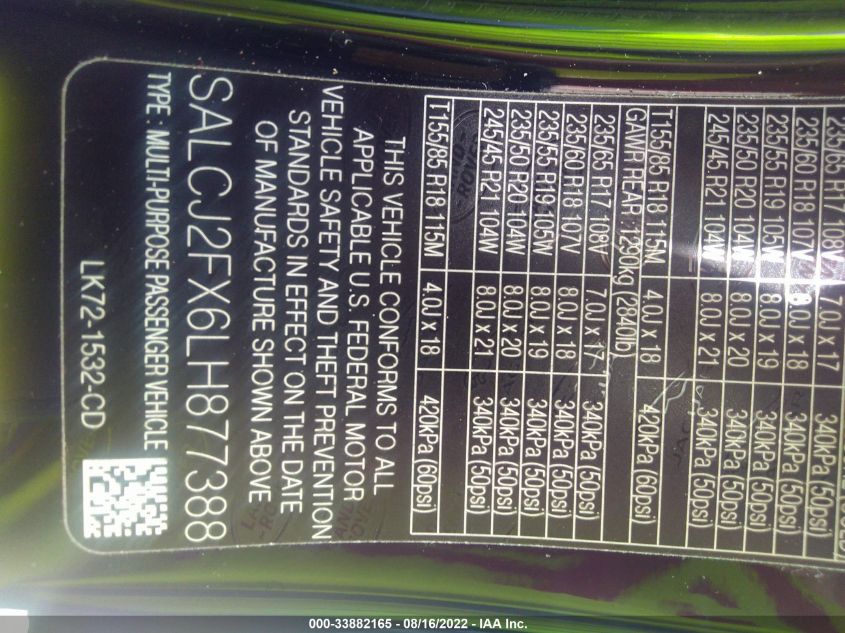 235/65 R17 108V 7.0J x 17 340kPa (50psi)
235/60 R18 107V 8.0J x 18 340kPa (50psi)
235/55 R19 105W 8.0J x 19 340kPa (50psi)
235/50 R20 104W 8.0J x 20 340kPa (50psi)
245/45 R21 104W 8.0J x 21 340kPa (50psi)
T155/85 R18 115M 4.0J x 18 420kPa (60psi)
GAWR REAR : 1290kg (2840lb)
235/65 R17 108V 7.0J x 17 340kPa (50psi)
235/60 R18 107V 8.0J x 18 340kPa (50psi)
235/55 R19 105W 8.0J x 19 340kPa (50psi)
235/50 R20 104W 8.0J x 20 340kPa (50psi)
245/45 R21 104W 8.0J x 21 340kPa (50psi)
T155/85 R18 115M 4.0J x 18 420kPa (60psi)
THIS VEHICLE CONFORMS TO ALL
APPLICABLE U.S. FEDERAL MOTOR
VEHICLE SAFETY AND THEFT PREVENTION
STANDARDS IN EFFECT ON THE DATE
OF MANUFACTURE SHOWN ABOVE
SALCJ2FX6LH877388
TYPE : MULTI-PURPOSE PASSENGER VEHICLE
LK72-1532-CD
000-33882165 - 08/16/2022 - IAA Inc.